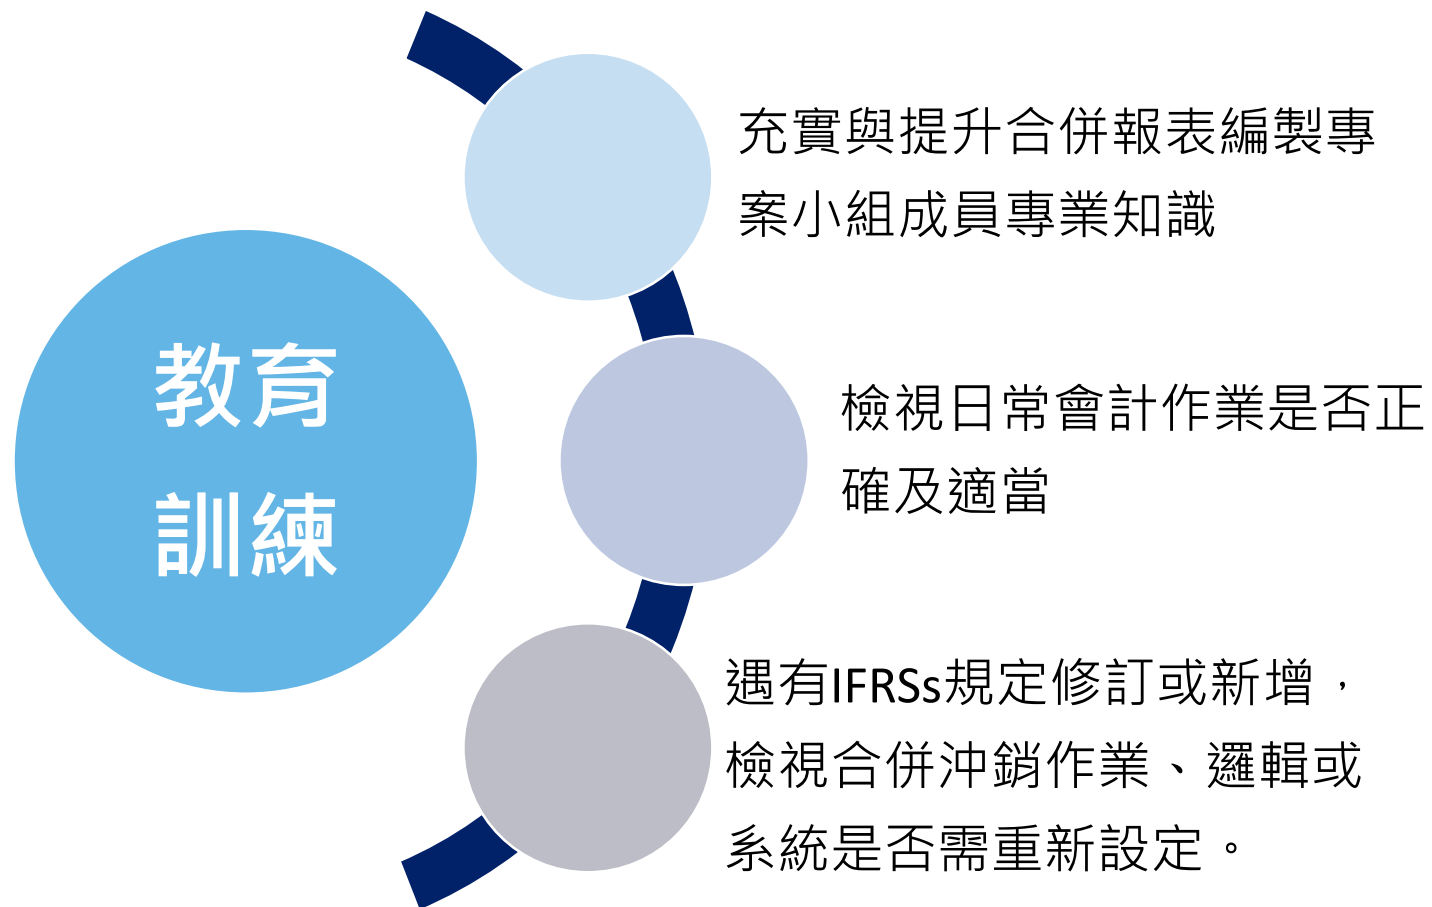 教育
訓練
充實與提升合併報表編製專
案小組成員專業知識
檢視日常會計作業是否正
確及適當
遇有IFRSs規定修訂或新增，
檢視合併沖銷作業、邏輯或
系統是否需重新設定。